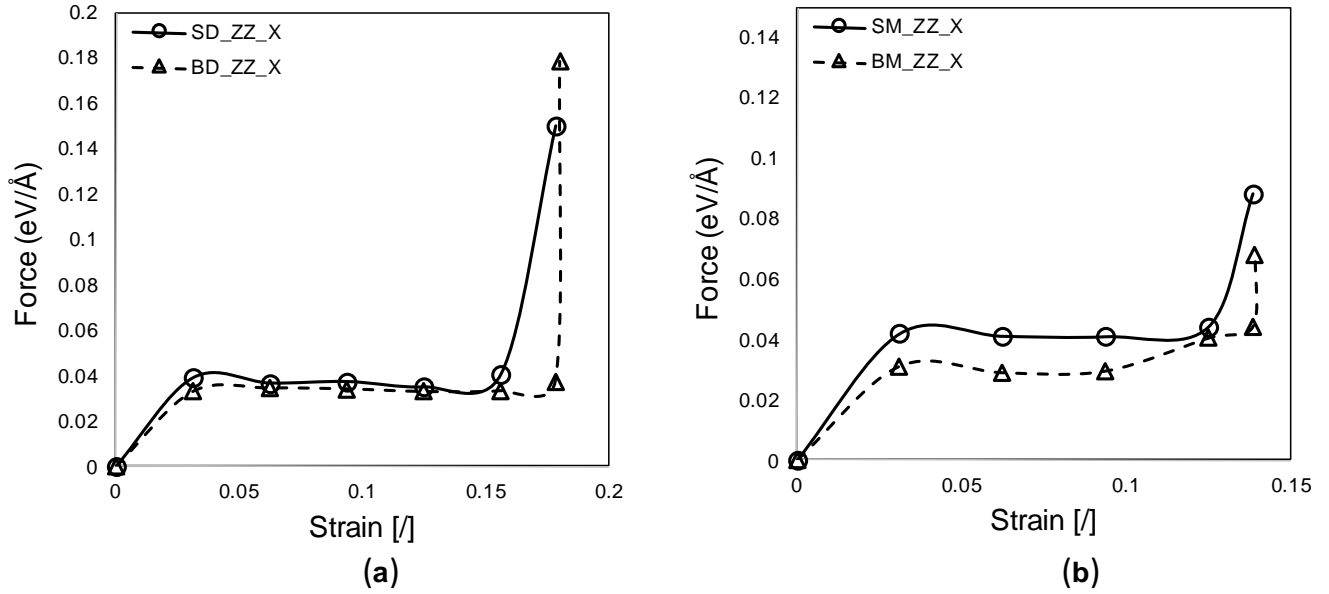 SD_ZZ_X
BD_ZZ_X
0.2
0.18
0.16
0.14
0.12
0.1
0.08
0.06
0.04
0.02
0
Force (eV/Å)
0
0.05
0.1
0.15
0.2
Strain [/]
(a)
SM_ZZ_X
BM_ZZ_X
0.14
0.12
0.1
0.08
0.06
0.04
0.02
0
Force (eV/Å)
0
0.05
0.1
0.15
Strain [/]
(b)